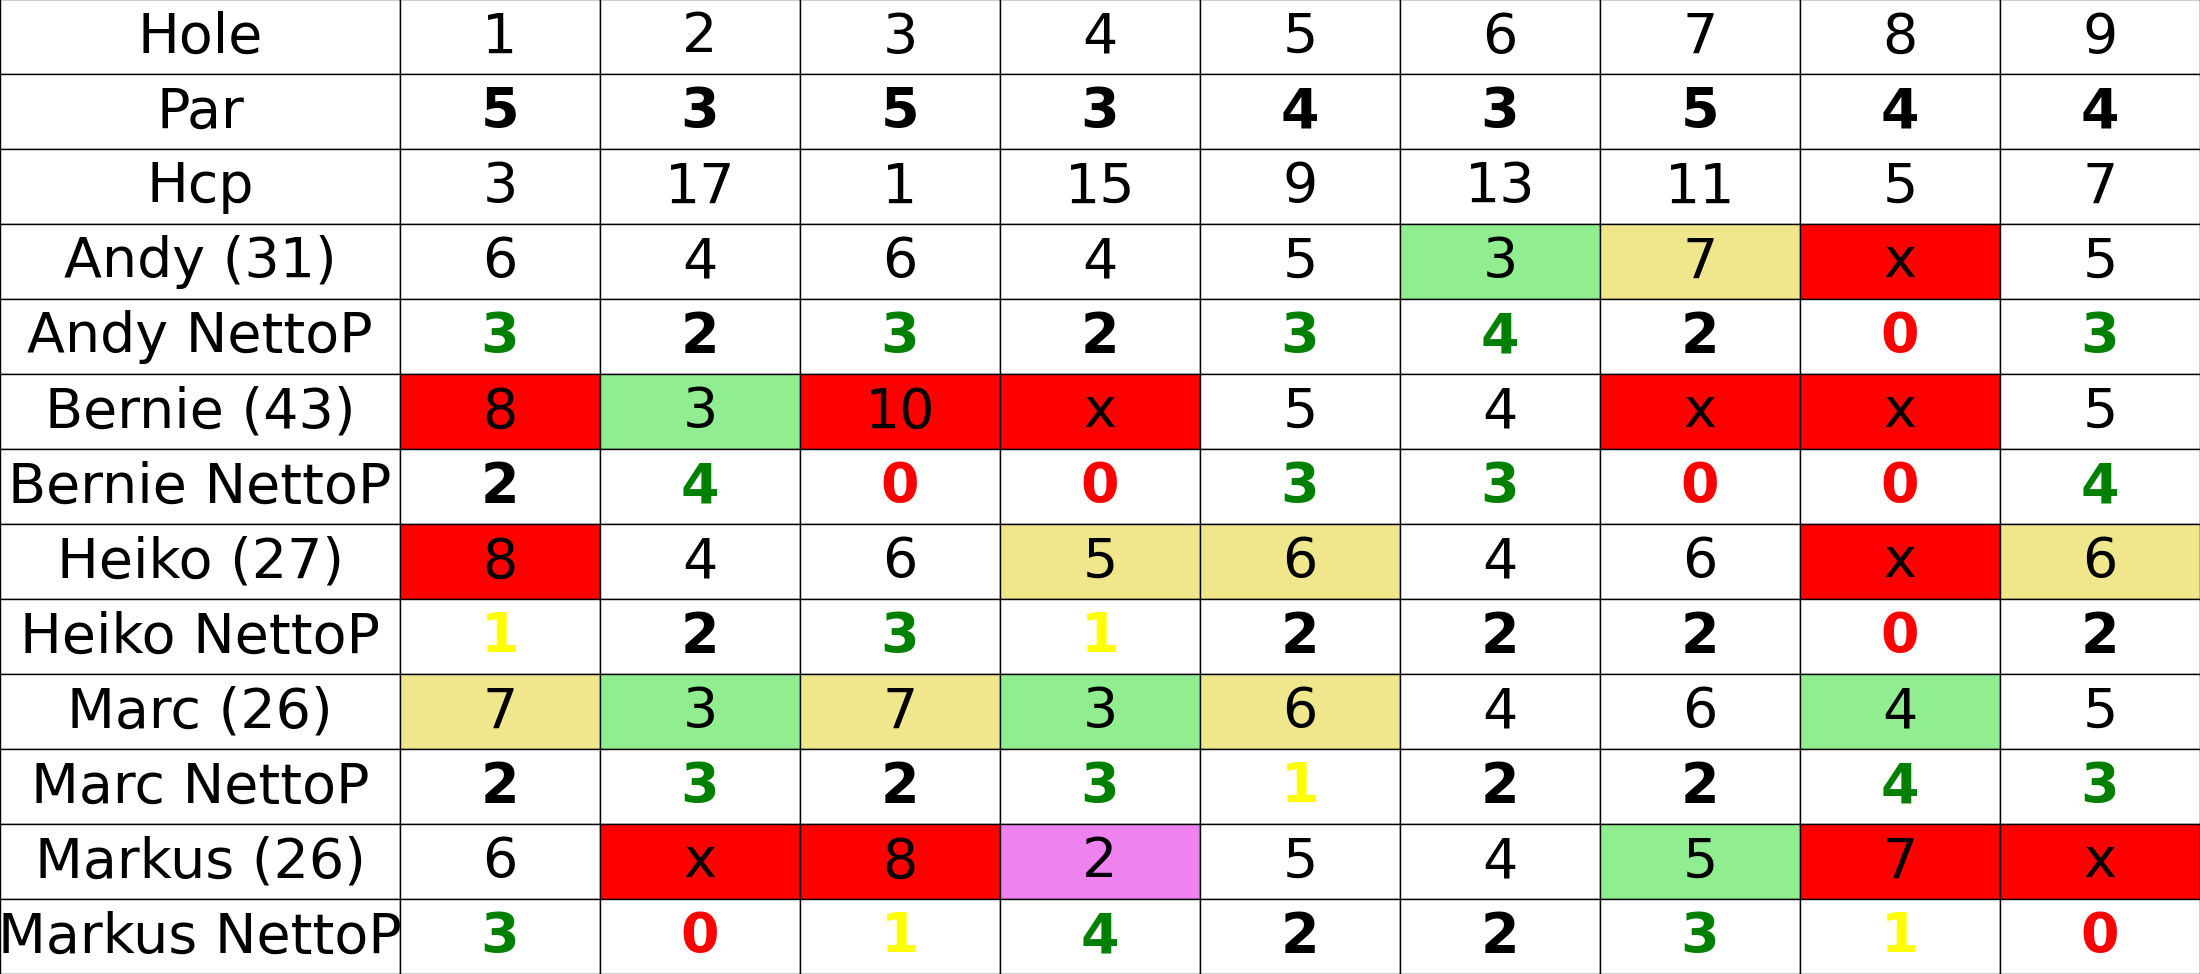 Hole 1 2 3 4 5 6 7 8 9
Par 5 3 5 3 4 3 5 4 4
Hcp 3 17 1 15 9 13 11 5 7
Andy (31) 6 4 6 4 5 3 7 x 5
Andy NettoP 3 2 3 2 3 4 2 0 3
Bernie (43) 8 3 10 x 5 4 x x 5
Bernie NettoP 2 4 0 0 3 3 0 0 4
Heiko (27) 8 4 6 5 6 4 6 x 6
Heiko NettoP 1 2 3 1 2 2 2 0 2
Marc (26) 7 3 7 3 6 4 6 4 5
Marc NettoP 2 3 2 3 1 2 2 4 3
Markus (26) 6 x 8 2 5 4 5 7 x
Markus NettoP 3 0 1 4 2 2 3 1 0